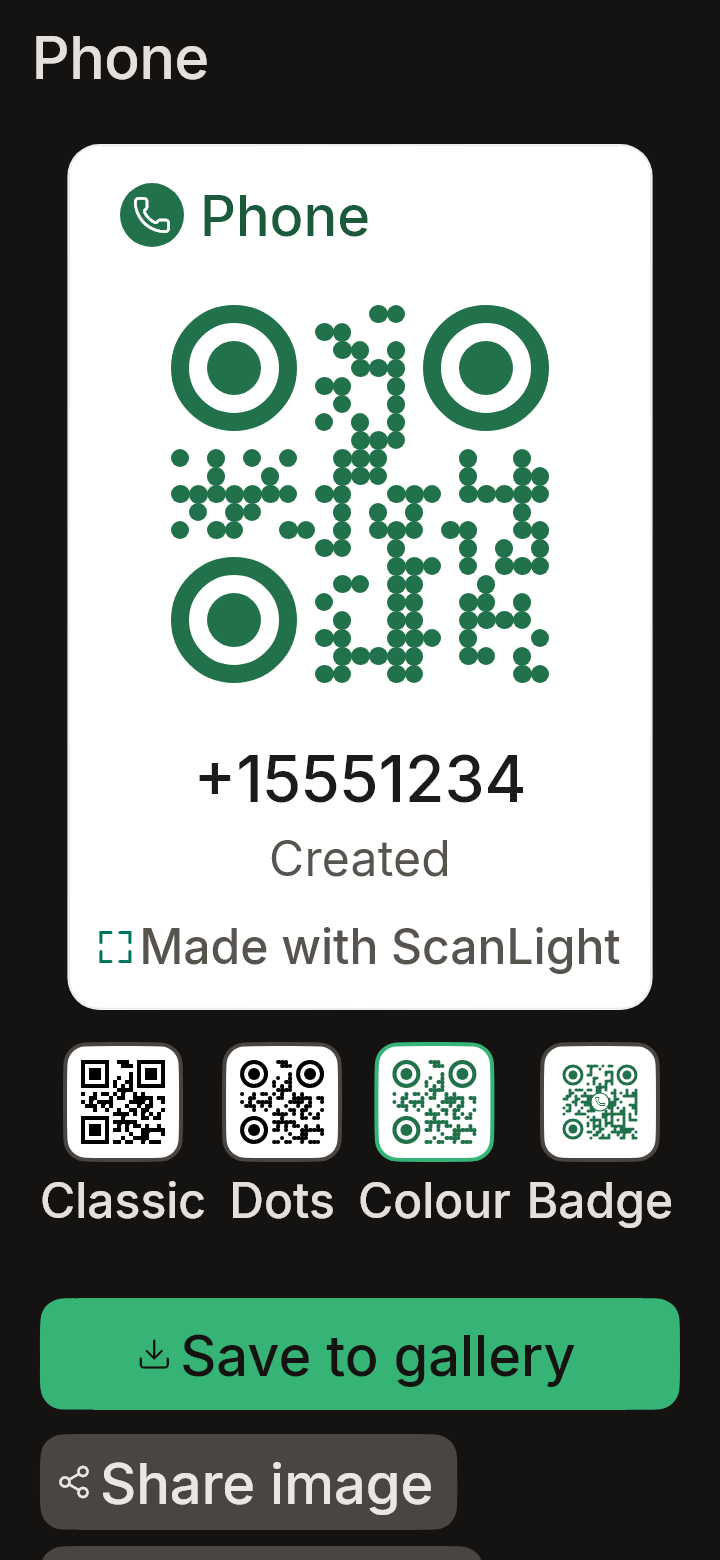 Phone
Phone
+15551234
Created
Made with ScanLight
Classic Dots Colour Badge
Save to gallery
Share image